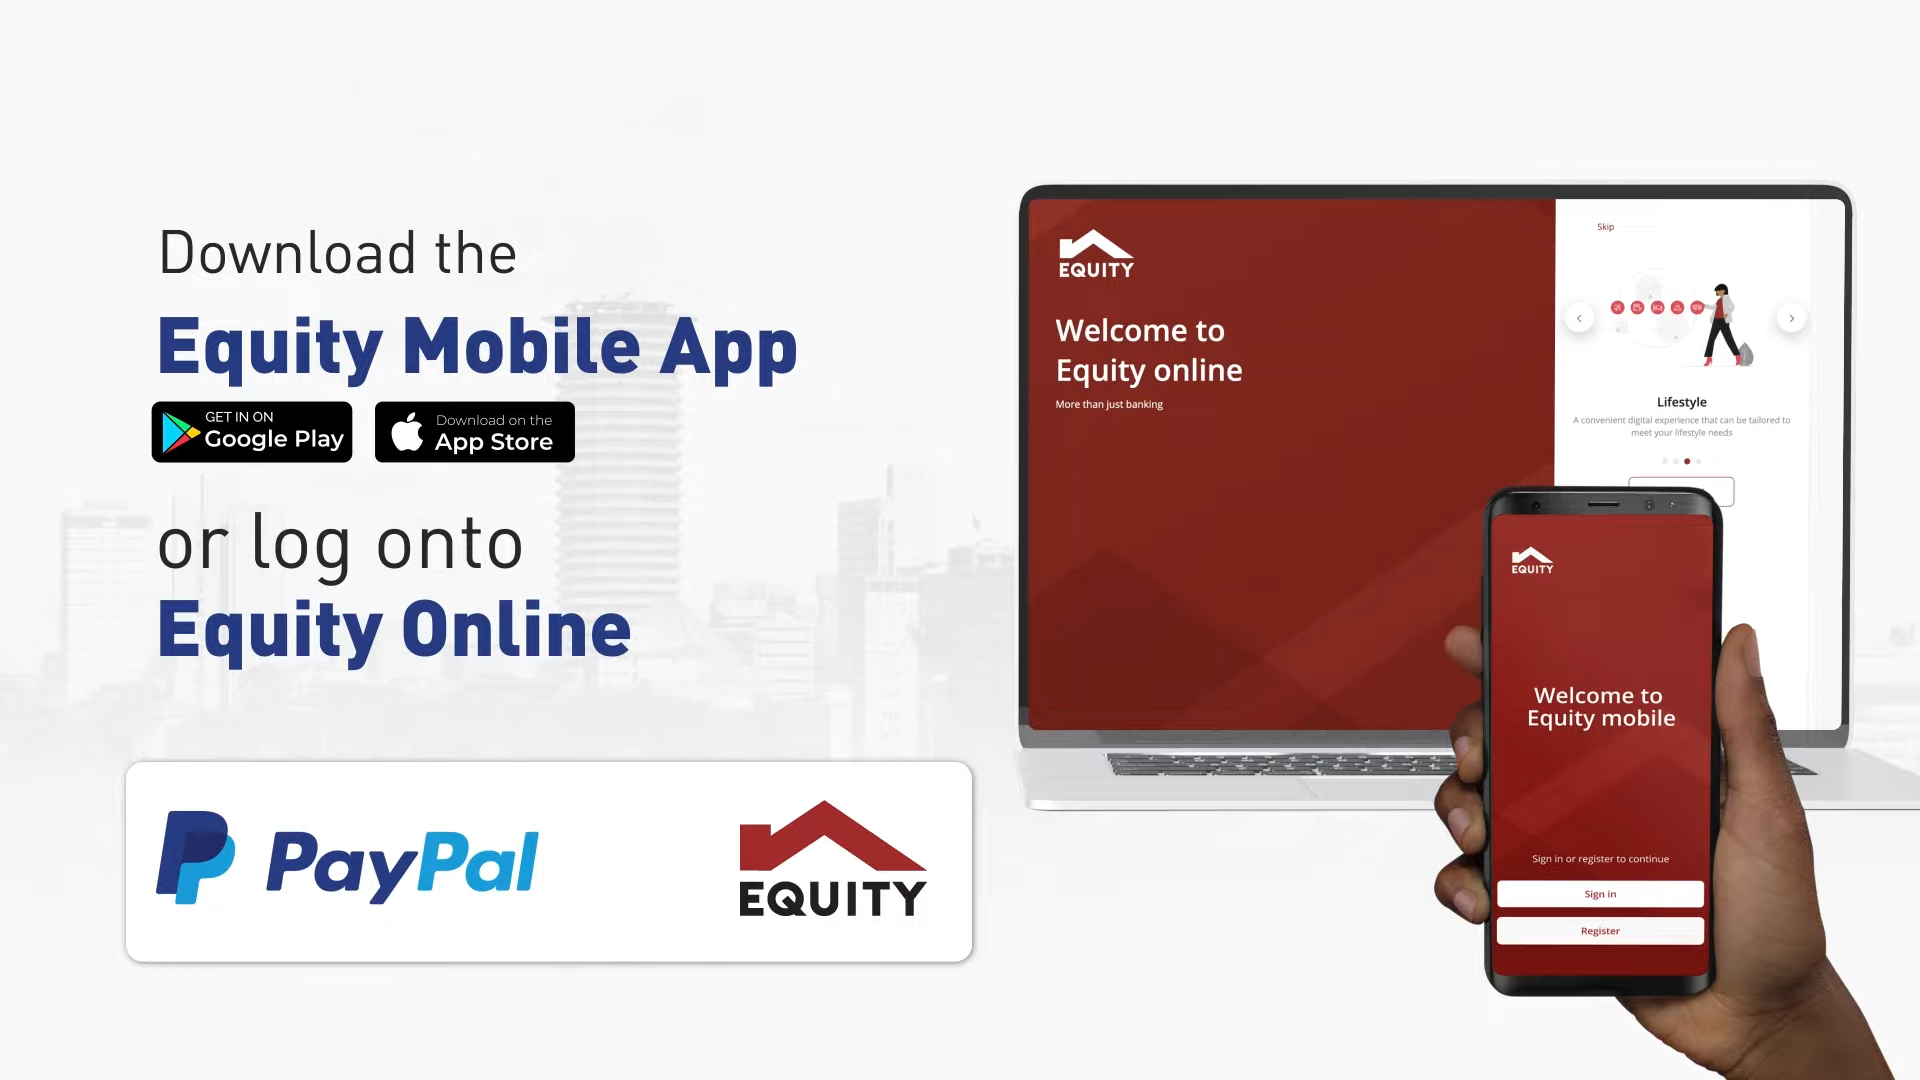 Download the
Equity Mobile App
GET IN ON
Google Play
Download on the
App Store
or log onto
Equity Online
PayPal
EQUITY
EQUITY
Welcome to
Equity online
More than just banking
Skip
Lifestyle
A convenient digital experience that can be tailored to
meet your lifestyle needs
EQUITY
Welcome to
Equity mobile
Sign in or register to continue
Sign in
Register